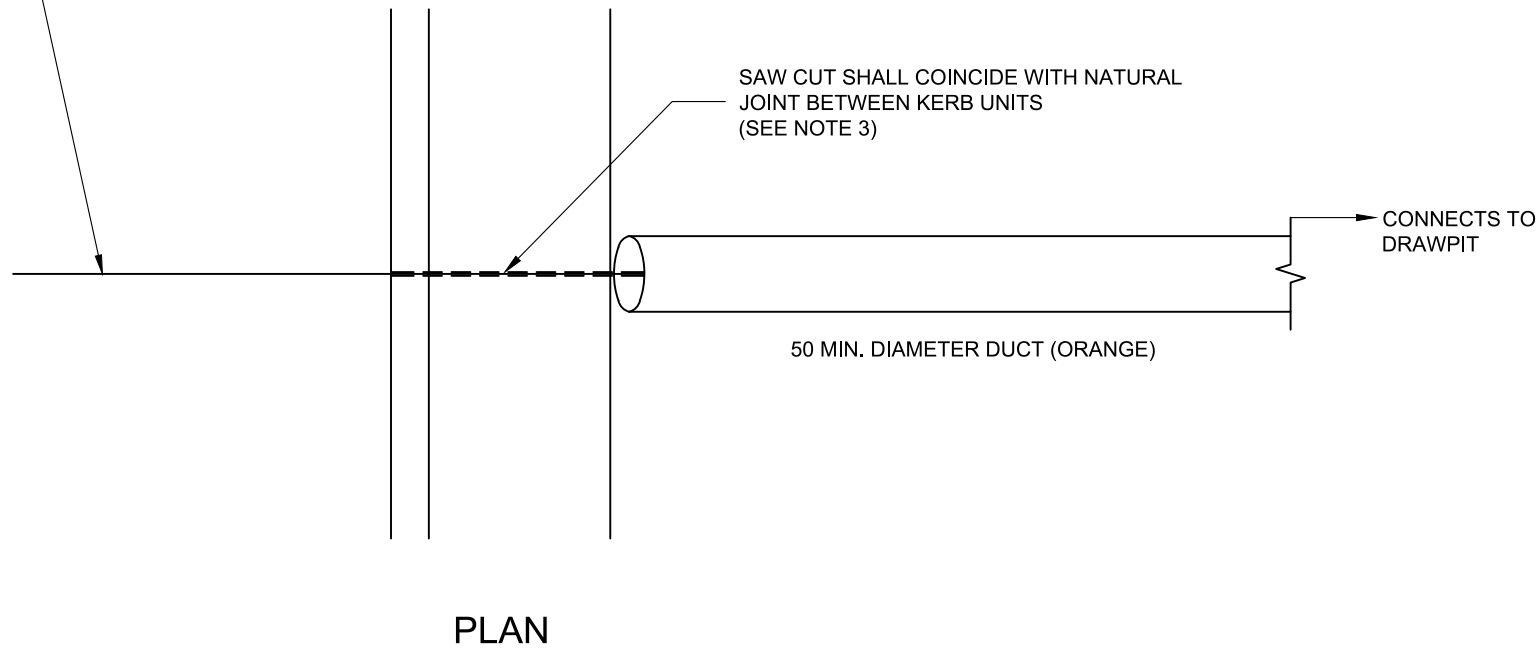 SAW CUT SHALL COINCIDE WITH NATURAL
JOINT BETWEEN KERB UNITS
(SEE NOTE 3)
CONNECTS TO
DRAWPIT
50 MIN. DIAMETER DUCT (ORANGE)
PLAN